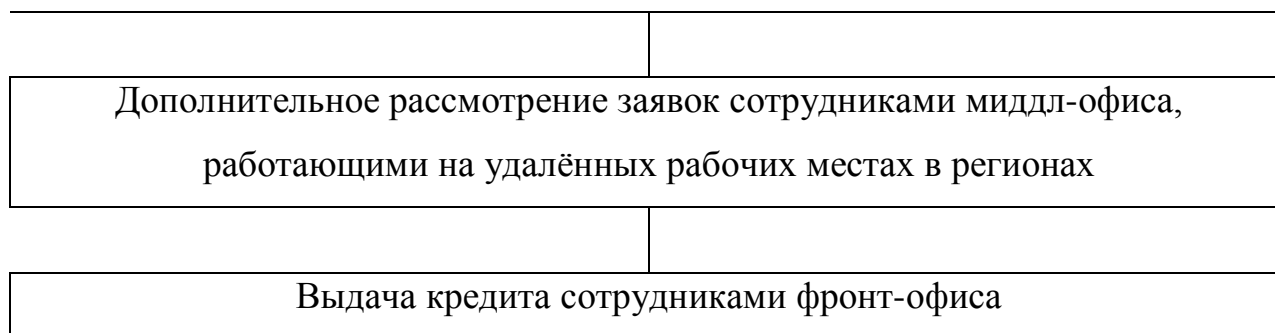 Дополнительное рассмотрение заявок сотрудниками миддл-офиса,
работающими на удалённых рабочих местах в регионах
Выдача кредита сотрудниками фронт-офиса